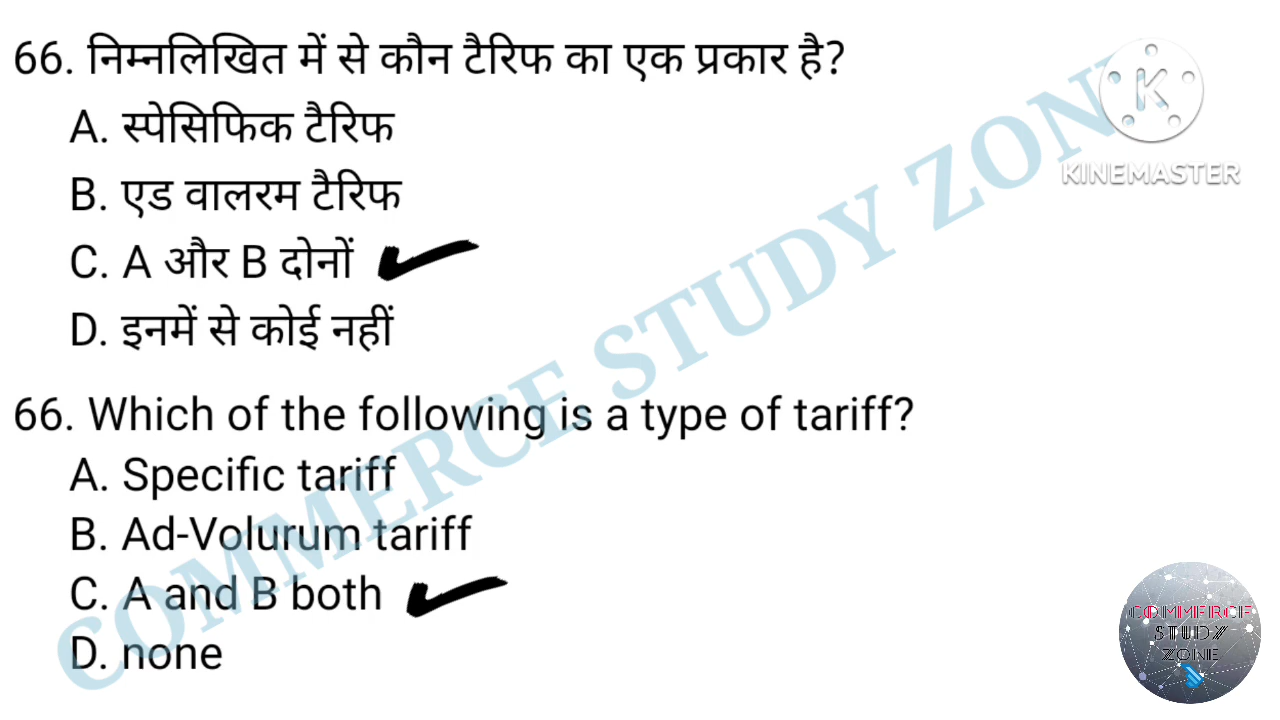 66. निम्नलिखित में से कौन टैरिफ का एक प्रकार है?
A. स्पेसिफिक टैरिफ
B. एड वालरम टैरिफ
C. A और B दोनों
D. इनमें से कोई नहीं
66. Which of the following is a type of tariff?
A. Specific tariff
B. Ad-Volurum tariff
C. A and B both
D. none
COMMERCE STUDY ZONE
K
KINEMASTER
COMMERCE
STUDY
ZONE